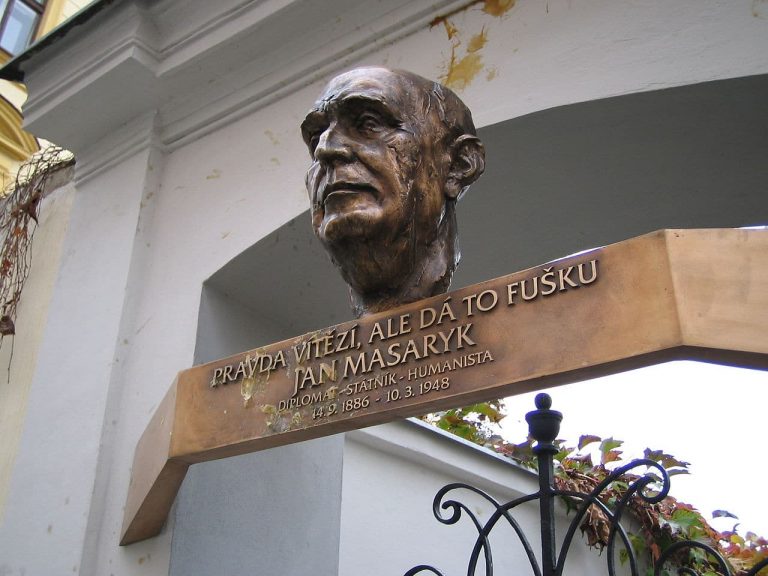 PRAVDA VÍTĚZÍ, ALE DÁ TO FUŠKU
JAN MASARYK
DIPLOMAT - STÁTNÍK - HUMANISTA
14.9.1886 - 10.3.1948